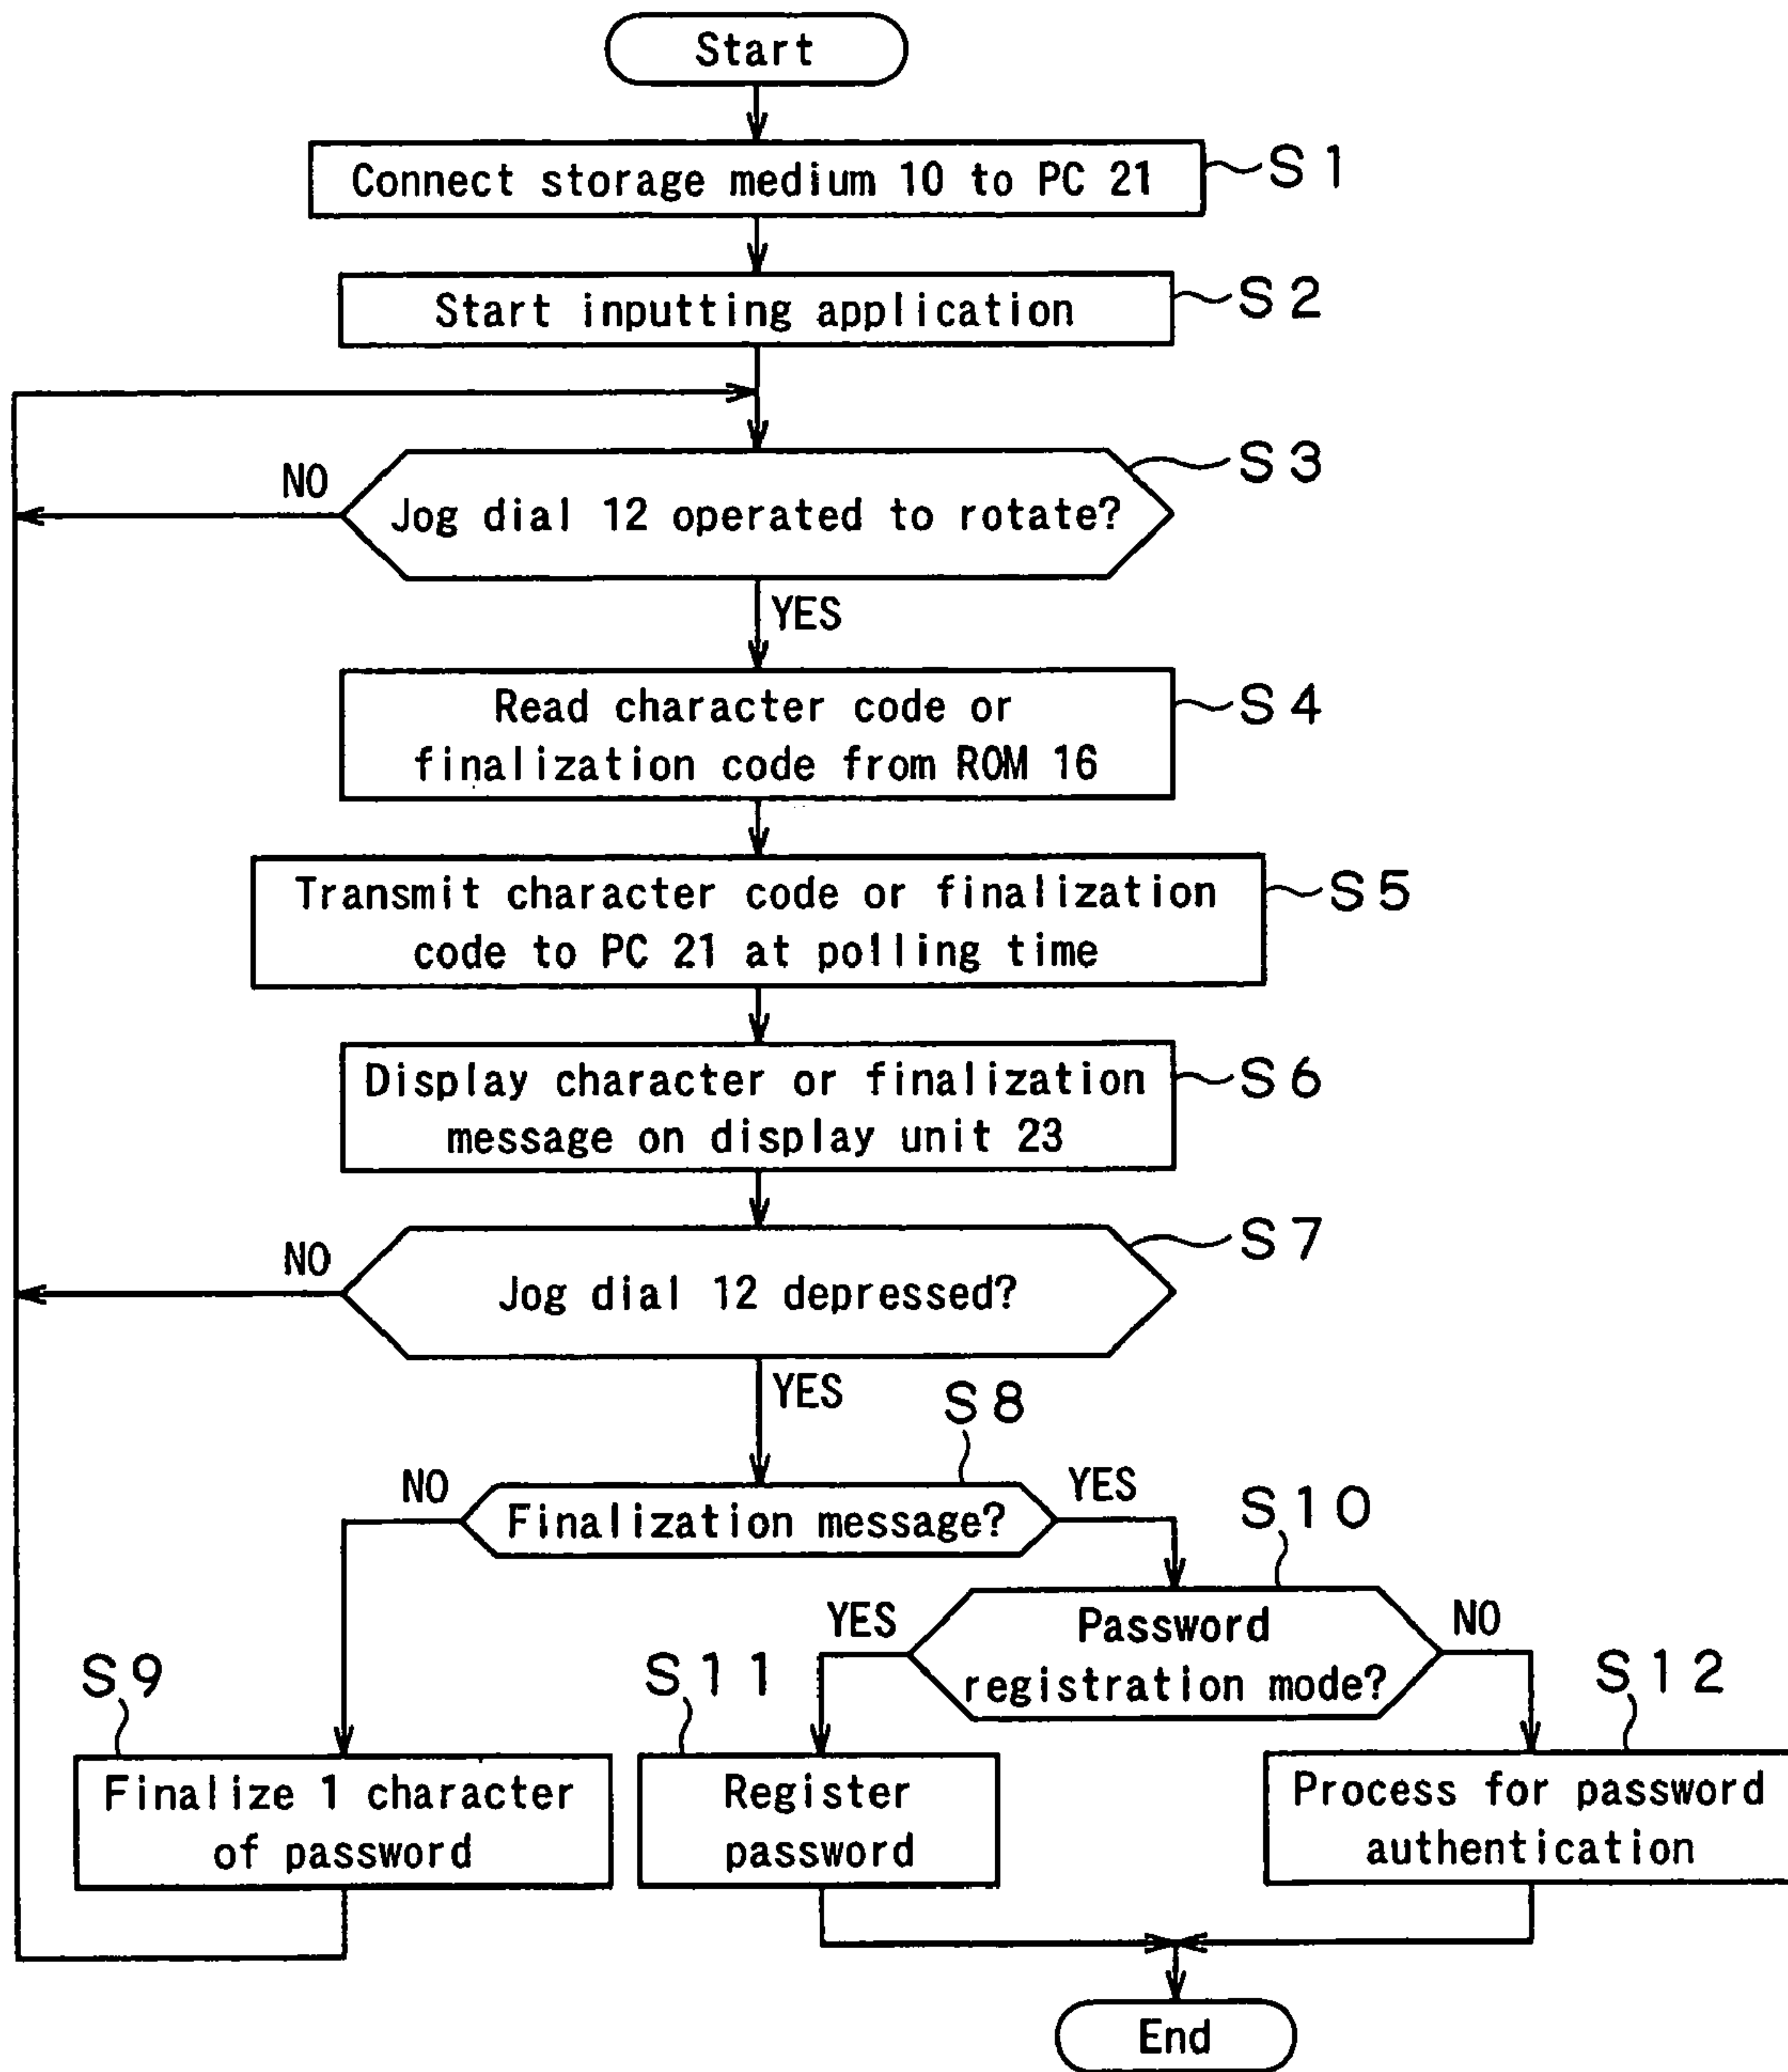 Start
Connect storage medium 10 to PC 21
S1
Start inputting application
S2
Jog dial 12 operated to rotate?
S3
NO
YES
Read character code or
finalization code from ROM 16
S4
Transmit character code or finalization
code to PC 21 at polling time
S5
Display character or finalization
message on display unit 23
S6
Jog dial 12 depressed?
S7
NO
YES
Finalization message?
S8
NO
YES
Password
registration mode?
S10
YES
NO
S9
Finalize 1 character
of password
S11
Register
password
S12
Process for password
authentication
End